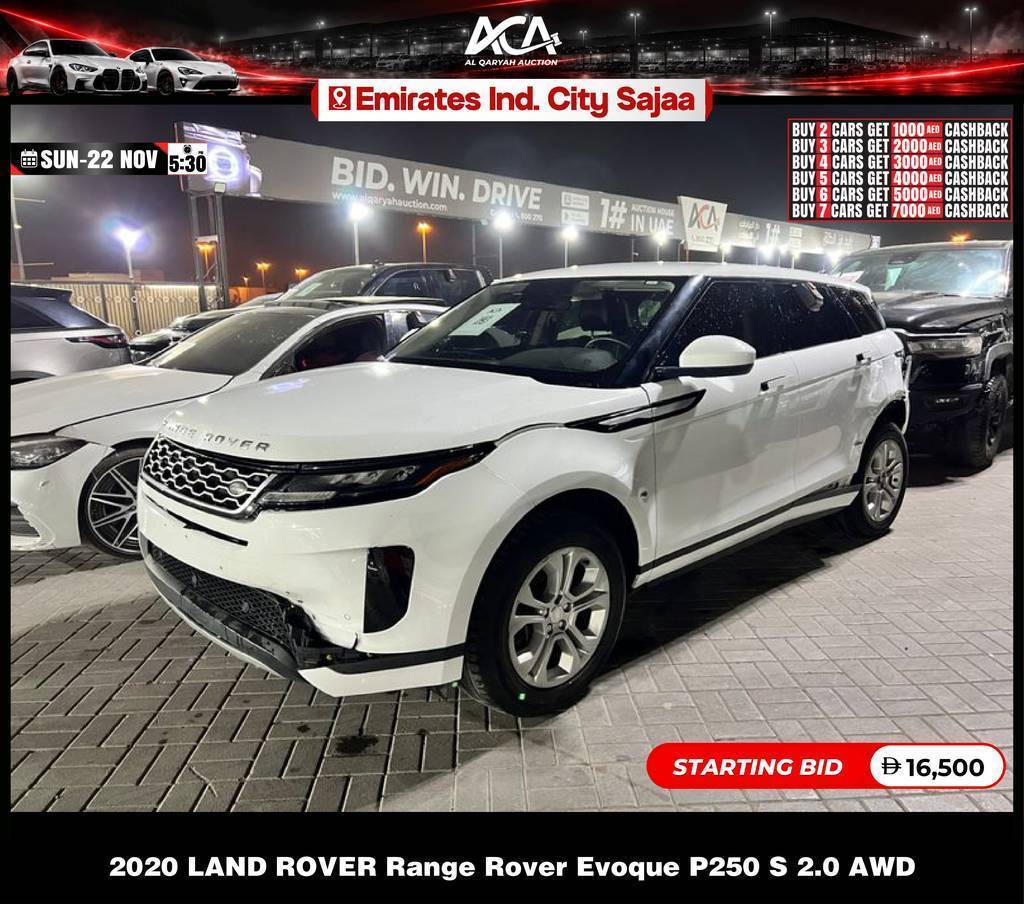 ACA
AL QARYAH AUCTION
Emirates Ind. City Sajaa
SUN-22 NOV 5:30
BUY 2 CARS GET 1000 AED CASHBACK
BUY 3 CARS GET 2000 AED CASHBACK
BUY 4 CARS GET 3000 AED CASHBACK
BUY 5 CARS GET 4000 AED CASHBACK
BUY 6 CARS GET 5000 AED CASHBACK
BUY 7 CARS GET 7000 AED CASHBACK
BID. WIN. DRIVE
www.alqaryahauction.com
800 270
1# AUCTION HOUSE
IN UAE
ACA
ROVER
STARTING BID 16,500
2020 LAND ROVER Range Rover Evoque P250 S 2.0 AWD